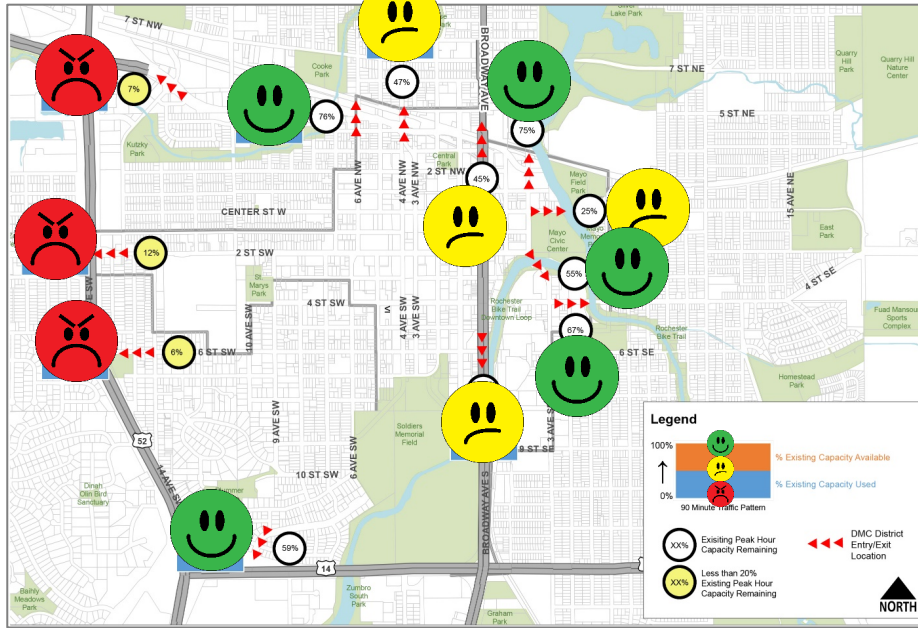 7 ST NW
Cooke
Park
Silver
Lake Park
BROADWAY AVE
7 ST NE
Quarry
Hill
Park
Quarry Hill
Nature
Center
7%
47%
76%
75%
5 ST NE
Kutzky
Park
6 AVE NW
4 AVE NW
3 AVE NW
Central
Park
2 ST NW
45%
Mayo
Field
Park
25%
15 AVE NE
CENTER ST W
Mayo
Civic
Center
Mayo
East
Park
12%
2 ST SW
St
Marys
Park
55%
4 ST SE
4 ST SW
<
4 AVE SW
3 AVE SW
Rochester
Bike Trail
Downtown Loop
10 AVE SW
67%
Rochester
Bike Trail
Fuad Mansour
Sports
Complex
6%
6 ST SW
6 ST SE
Homestead
Park
9 AVE SW
6 AVE SW
Soldiers
Memorial
Field
3 AVE SE
9 ST SE
52
14 AVE SW
10 ST SW
Dinah
Olin Bird
Sanctuary
59%
BROADWAY AVE S
14
Bailhly
Meadows
Park
Zumbro
South
Park
Graham
Park
Legend
100%
0%
% Existing Capacity Available
% Existing Capacity Used
90 Minute Traffic Pattern
XX%
Exisiting Peak Hour
Capacity Remaining
XX%
Less than 20%
Existing Peak Hour
Capacity Remaining
DMC District
Entry/Exit
Location
NORTH